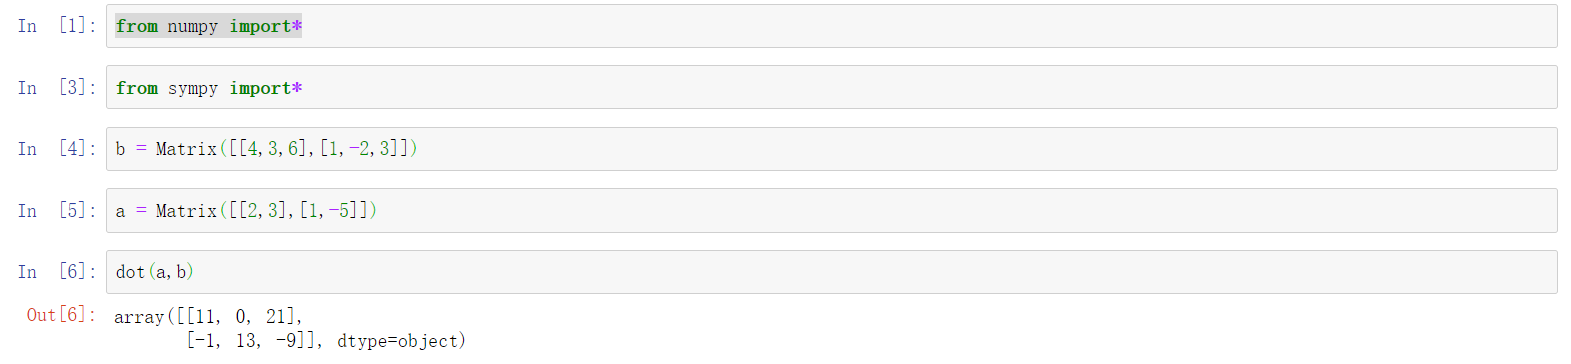 In [1]: from numpy import*
In [3]: from sympy import*
In [4]: b = Matrix([[4,3,6],[1,-2,3]])
In [5]: a = Matrix([[2,3],[1,-5]])
In [6]: dot(a,b)
Out[6]: array([[11, 0, 21],
[-1, 13, -9]], dtype=object)